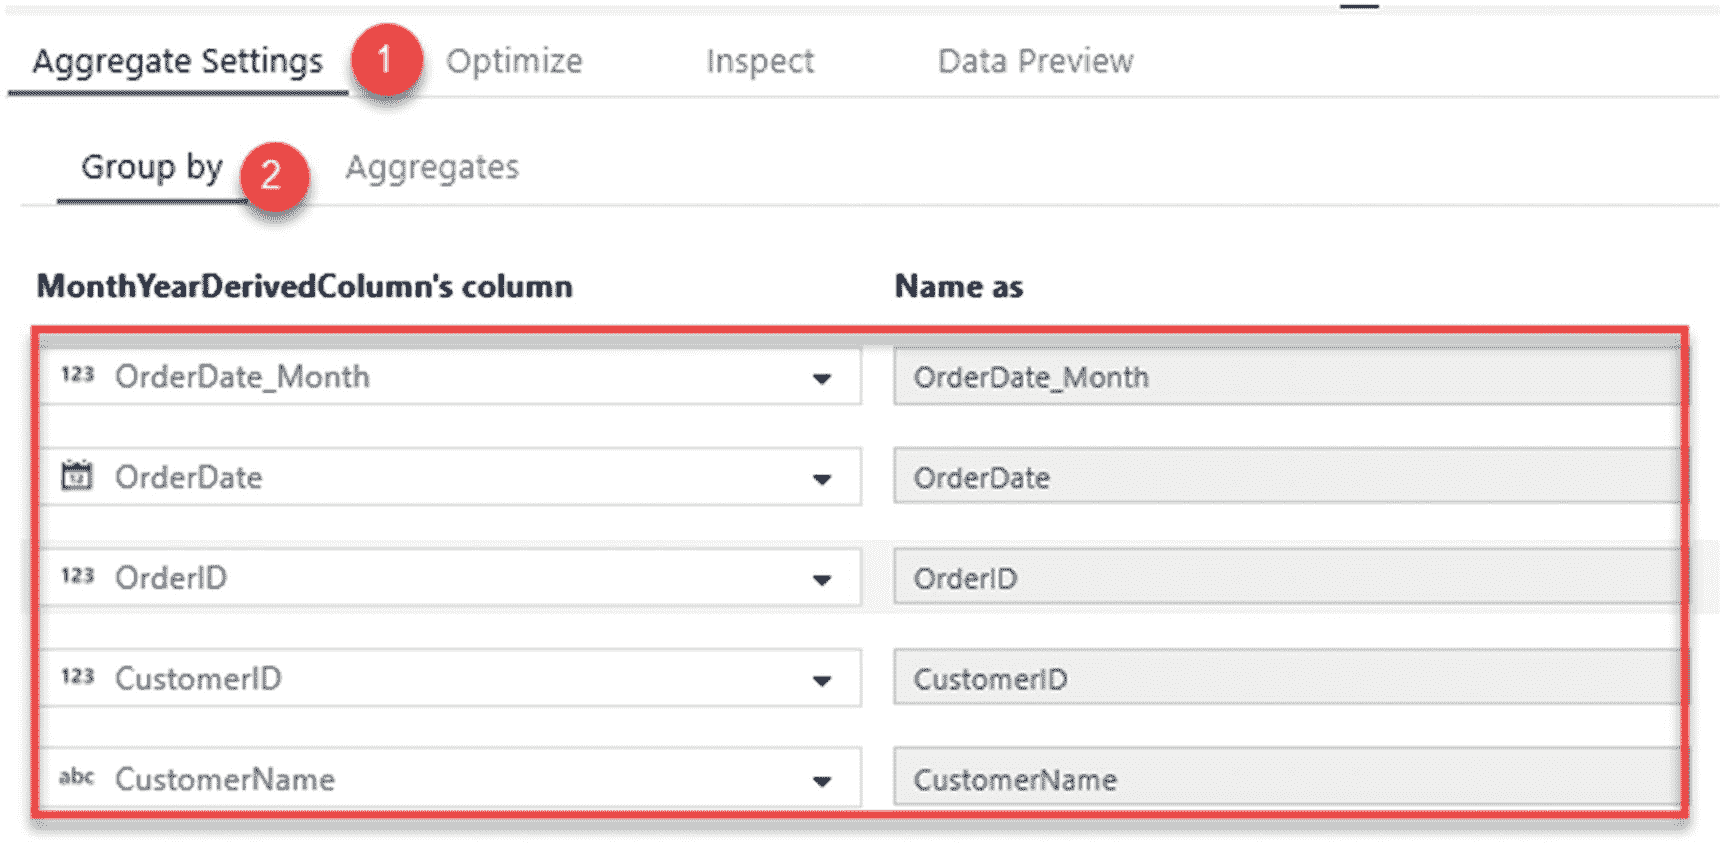 Aggregate Settings 1 Optimize Inspect Data Preview
Group by 2 Aggregates
MonthYearDerivedColumn's column Name as
123 OrderDate_Month OrderDate_Month
12 OrderDate OrderDate
123 OrderID OrderID
123 CustomerID CustomerID
abc CustomerName CustomerName